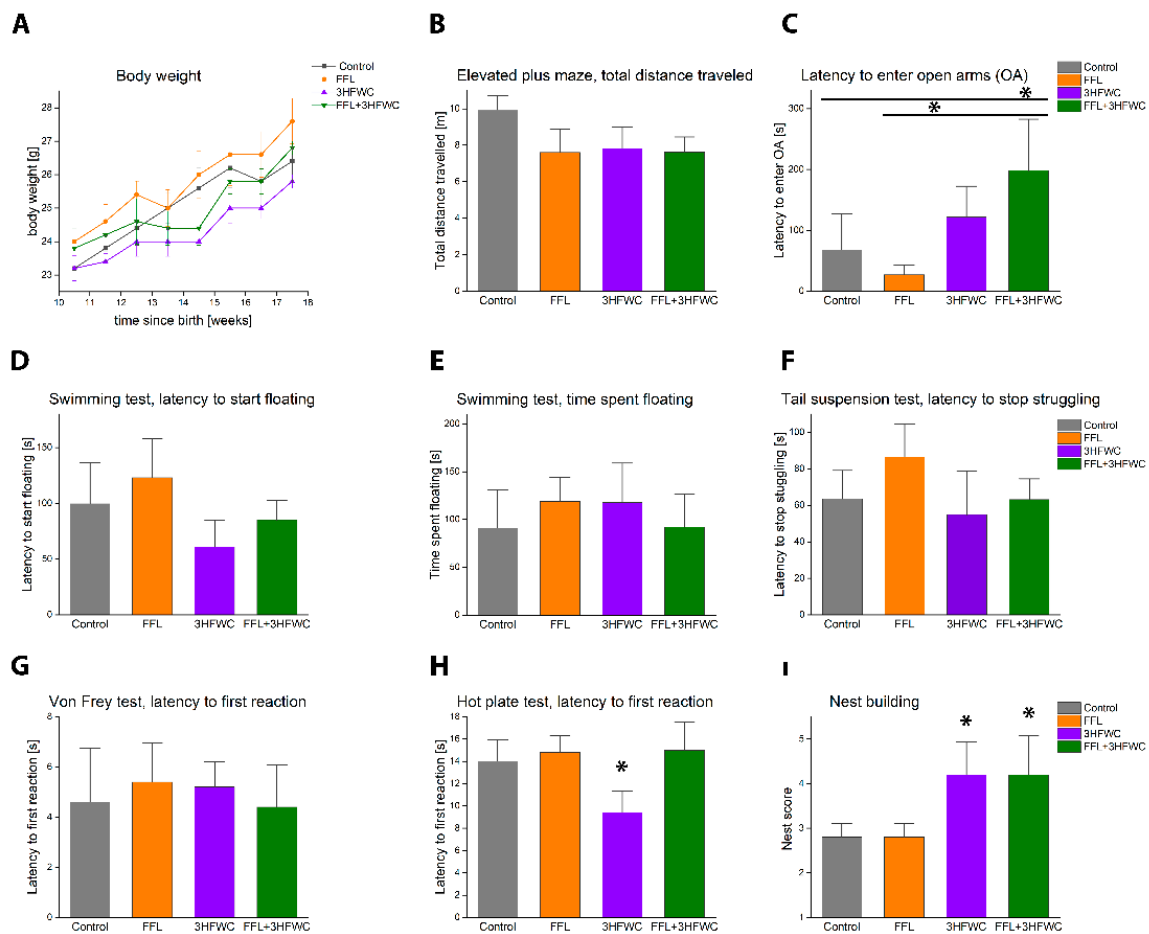 A
Body weight
Control
FFL
3HFWC
FFL+3HFWC
body weight [g]
28
27
26
25
24
23
10 11 12 13 14 15 16 17 18
time since birth [weeks]
B
Elevated plus maze, total distance traveled
Total distance travelled [m]
10
8
6
4
2
0
Control FFL 3HFWC FFL+3HFWC
C
Latency to enter open arms (OA)
Control
FFL
3HFWC
FFL+3HFWC
*
*
Latency to enter OA [s]
300
200
100
0
Control FFL 3HFWC FFL+3HFWC
D
Swimming test, latency to start floating
Latency to start floating [s]
150
100
50
0
Control FFL 3HFWC FFL+3HFWC
E
Swimming test, time spent floating
Time spent floating [s]
200
150
100
50
0
Control FFL 3HFWC FFL+3HFWC
F
Tail suspension test, latency to stop struggling
Control
FFL
3HFWC
FFL+3HFWC
Latency to stop stuggling [s]
100
80
60
40
20
0
Control FFL 3HFWC FFL+3HFWC
G
Von Frey test, latency to first reaction
Latency to first reaction [s]
8
6
4
2
0
Control FFL 3HFWC FFL+3HFWC
H
Hot plate test, latency to first reaction
Latency to first reaction [s]
18
16
14
12
10
8
6
4
2
0
*
Control FFL 3HFWC FFL+3HFWC
I
Nest building
Control
FFL
3HFWC
FFL+3HFWC
* *
Nest score
5
4
3
2
1
Control FFL 3HFWC FFL+3HFWC